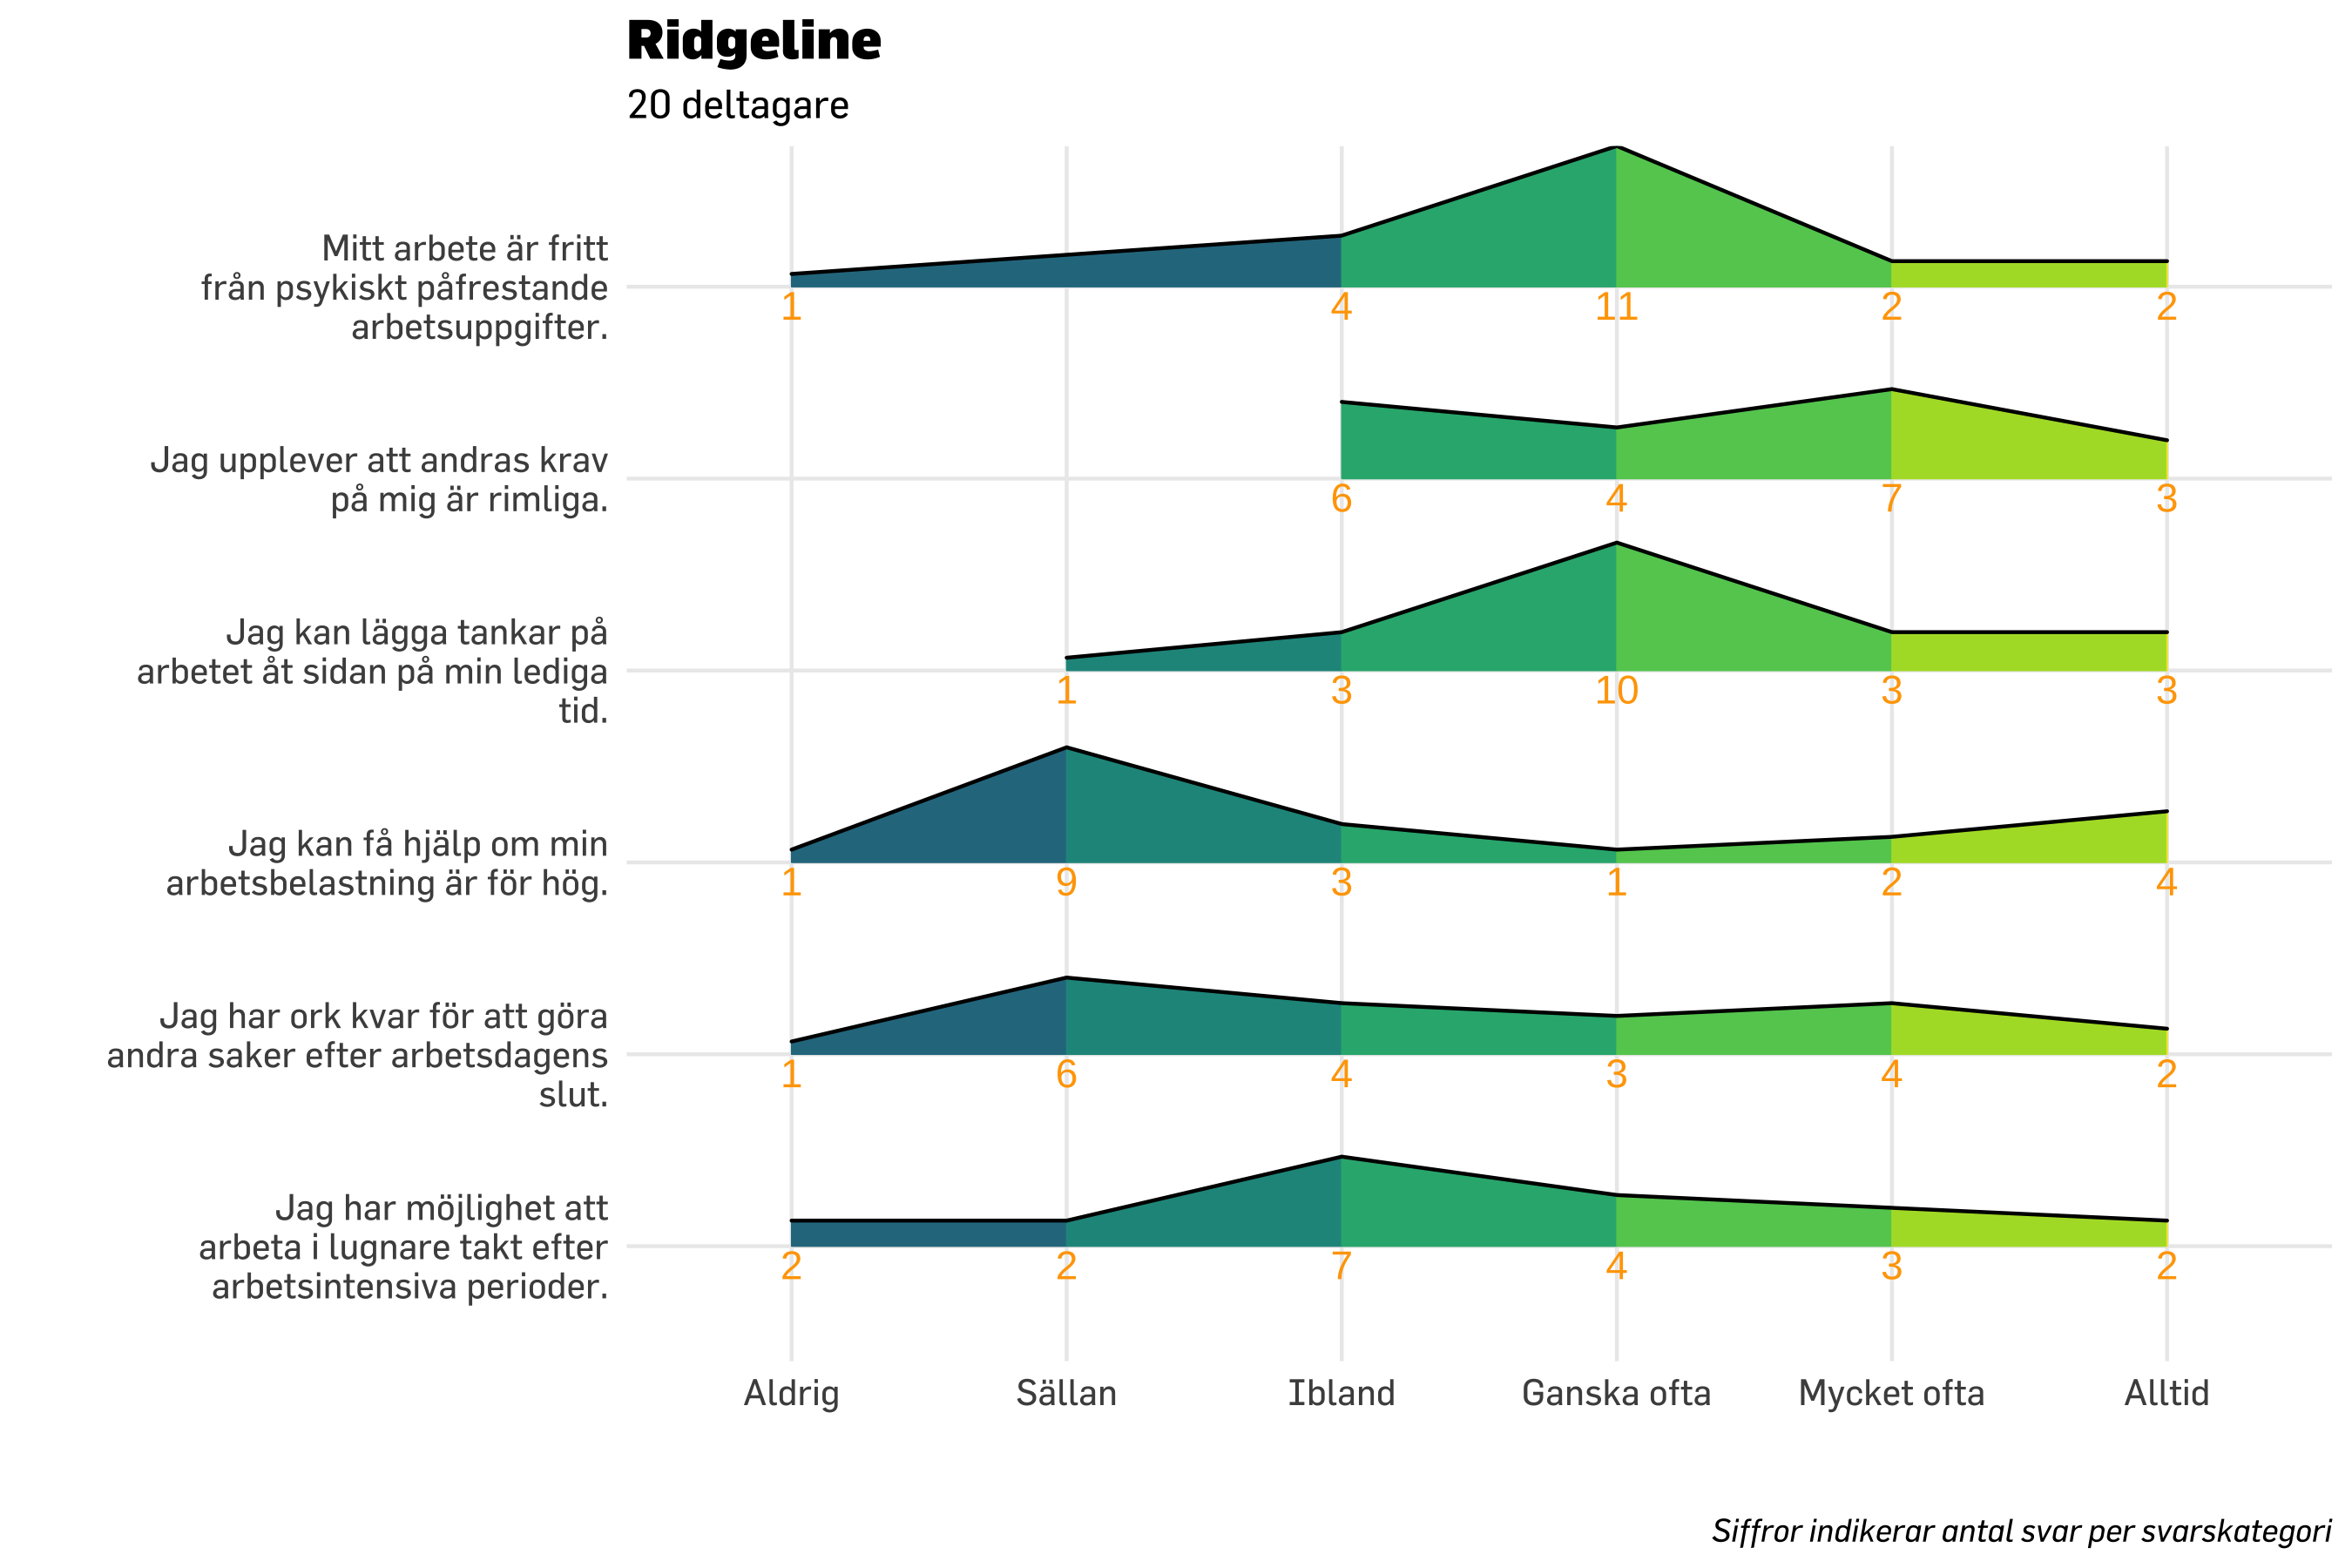 Ridgeline
20 deltagare
Mitt arbete är fritt
från psykiskt påfrestande
arbetsuppgifter.
1 4 11 2 2
Jag upplever att andras krav
på mig är rimliga.
6 4 7 3
Jag kan lägga tankar på
arbetet åt sidan på min lediga
tid.
1 3 10 3 3
Jag kan få hjälp om min
arbetsbelastning är för hög.
1 9 3 1 2 4
Jag har ork kvar för att göra
andra saker efter arbetsdagens
slut.
1 6 4 3 4 2
Jag har möjlighet att
arbeta i lugnare takt efter
arbetsintensiva perioder.
2 2 7 4 3 2
Aldrig Sällan Ibland Ganska ofta Mycket ofta Alltid
Siffror indikerar antal svar per svarskategori